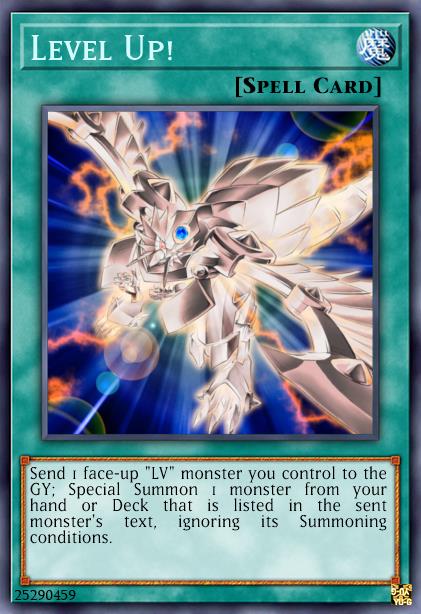 Level Up!
[Spell Card]
Send 1 face-up "LV" monster you control to the
GY; Special Summon 1 monster from your
hand or Deck that is listed in the sent
monster's text, ignoring its Summoning
conditions.
25290459